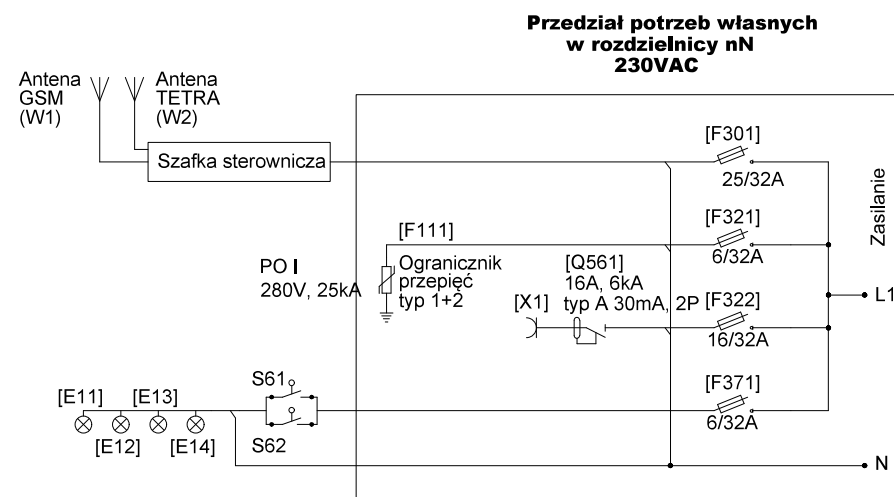 Przedział potrzeb własnych
w rozdzielnicy nN
230VAC
Antena
GSM
(W1)
Antena
TETRA
(W2)
Szafka sterownicza
[F301]
25/32A
Zasilanie
[F111]
[F321]
6/32A
PO I
280V, 25kA
Ogranicznik
przepięć
typ 1+2
[Q561]
16A, 6kA
typ A 30mA, 2P
[X1]
[F322]
16/32A
L1
S61
[F371]
6/32A
[E11]
[E13]
[E12]
[E14]
S62
N